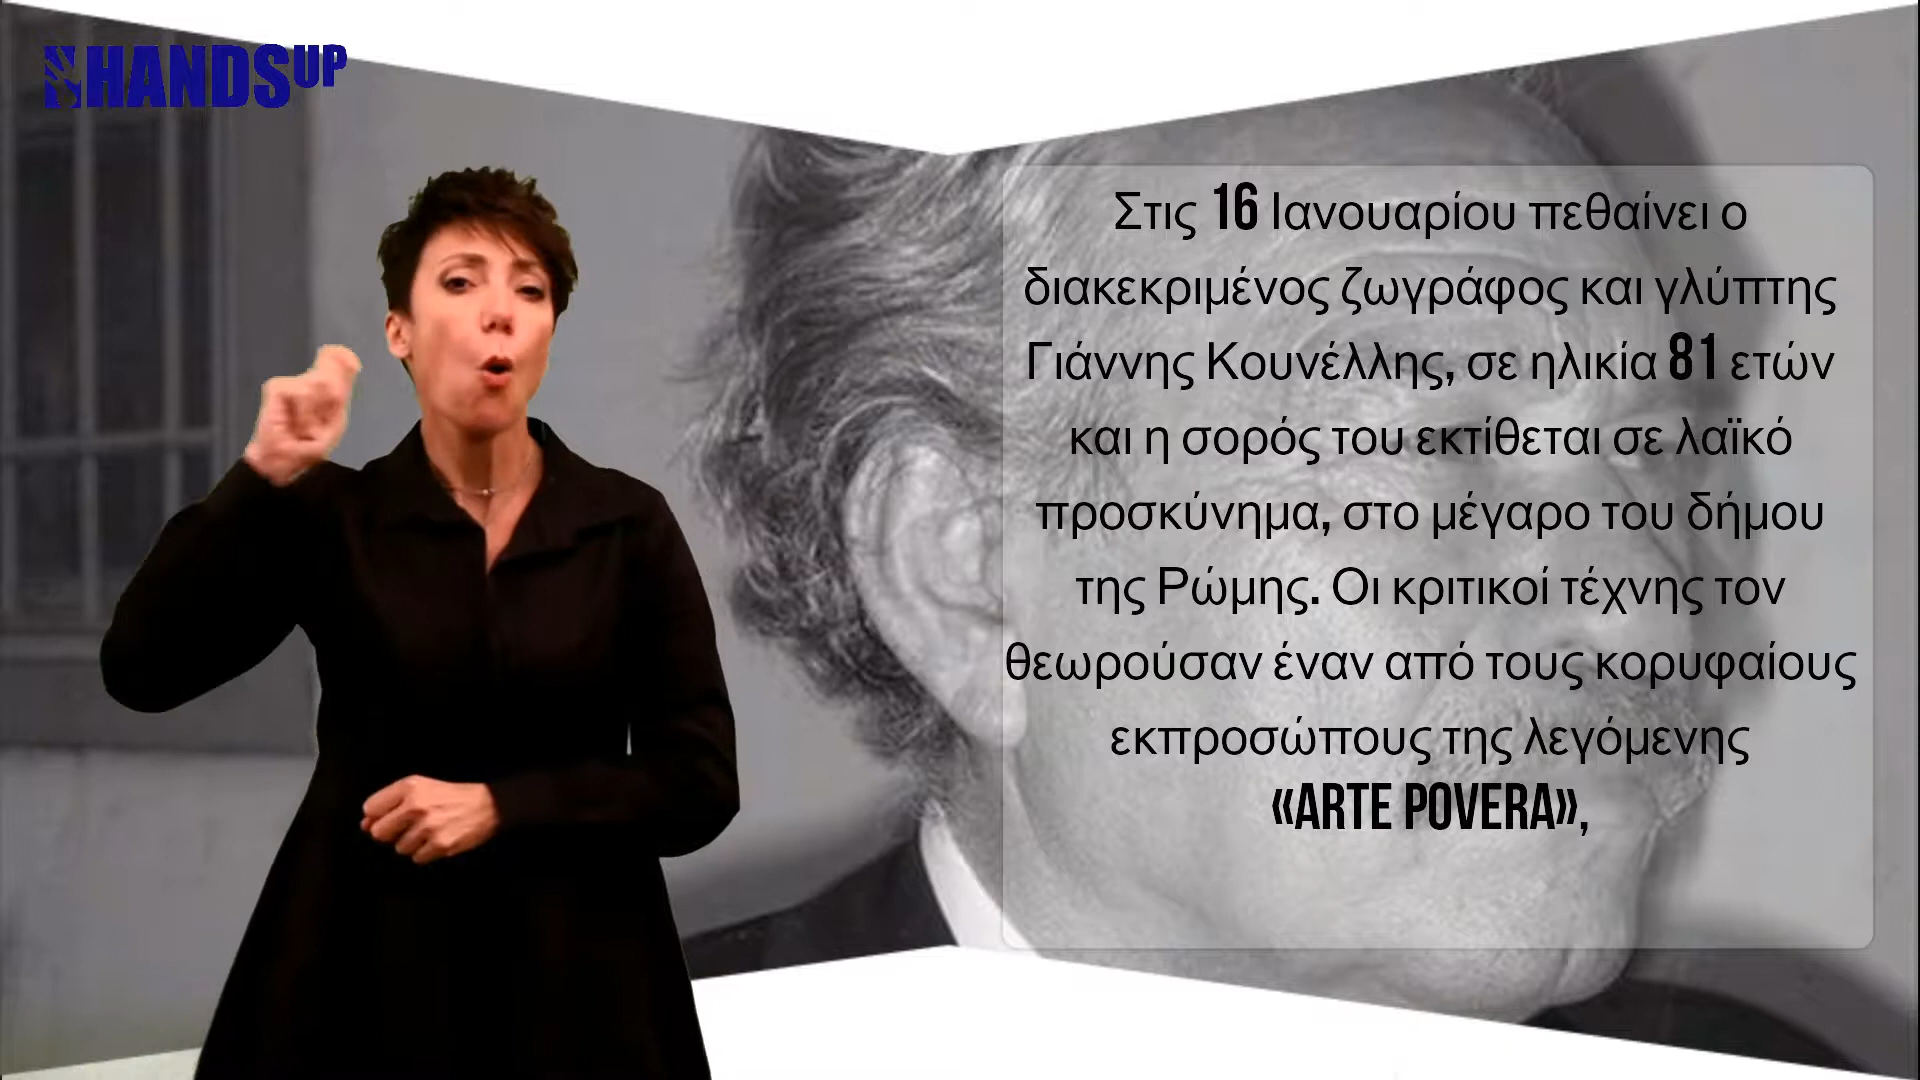 HANDSUP
Στις 16 Ιανουαρίου πεθαίνει ο
διακεκριμένος ζωγράφος και γλύπτης
Γιάννης Κουνέλλης, σε ηλικία 81 ετών
και η σορός του εκτίθεται σε λαϊκό
προσκύνημα, στο μέγαρο του δήμου
της Ρώμης. Οι κριτικοί τέχνης τον
θεωρούσαν έναν από τους κορυφαίους
εκπροσώπους της λεγόμενης
«ARTE POVERA»,